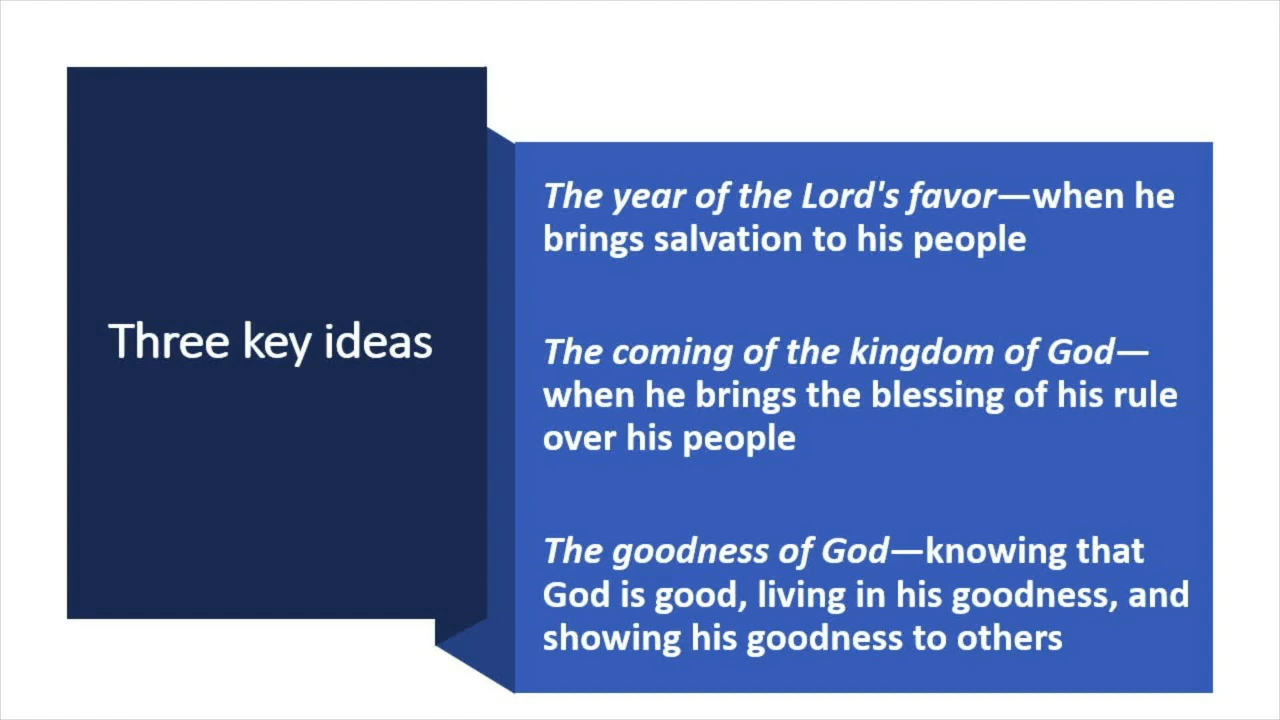 Three key ideas
The year of the Lord's favor—when he
brings salvation to his people
The coming of the kingdom of God—
when he brings the blessing of his rule
over his people
The goodness of God—knowing that
God is good, living in his goodness, and
showing his goodness to others